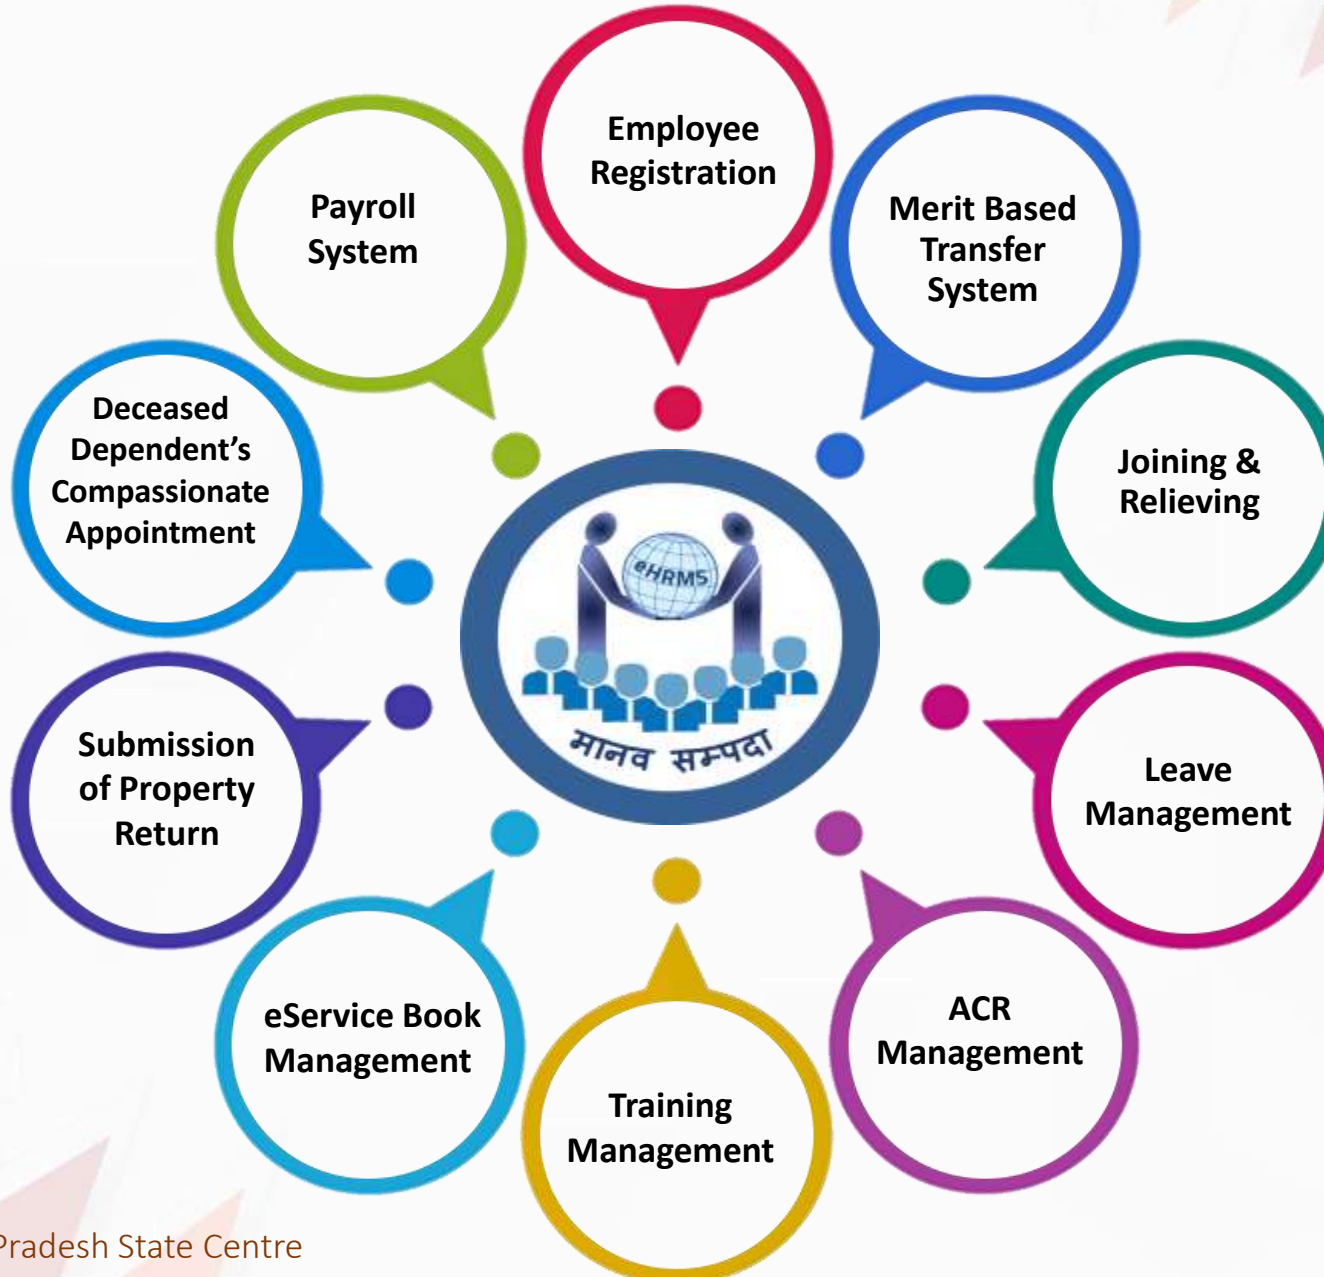 Employee
Registration
Merit Based
Transfer
System
Joining &
Relieving
Leave
Management
ACR
Management
Training
Management
eService Book
Management
Submission
of Property
Return
Deceased
Dependent’s
Compassionate
Appointment
Payroll
System
eHRMS
मानव सम्पदा
Pradesh State Centre